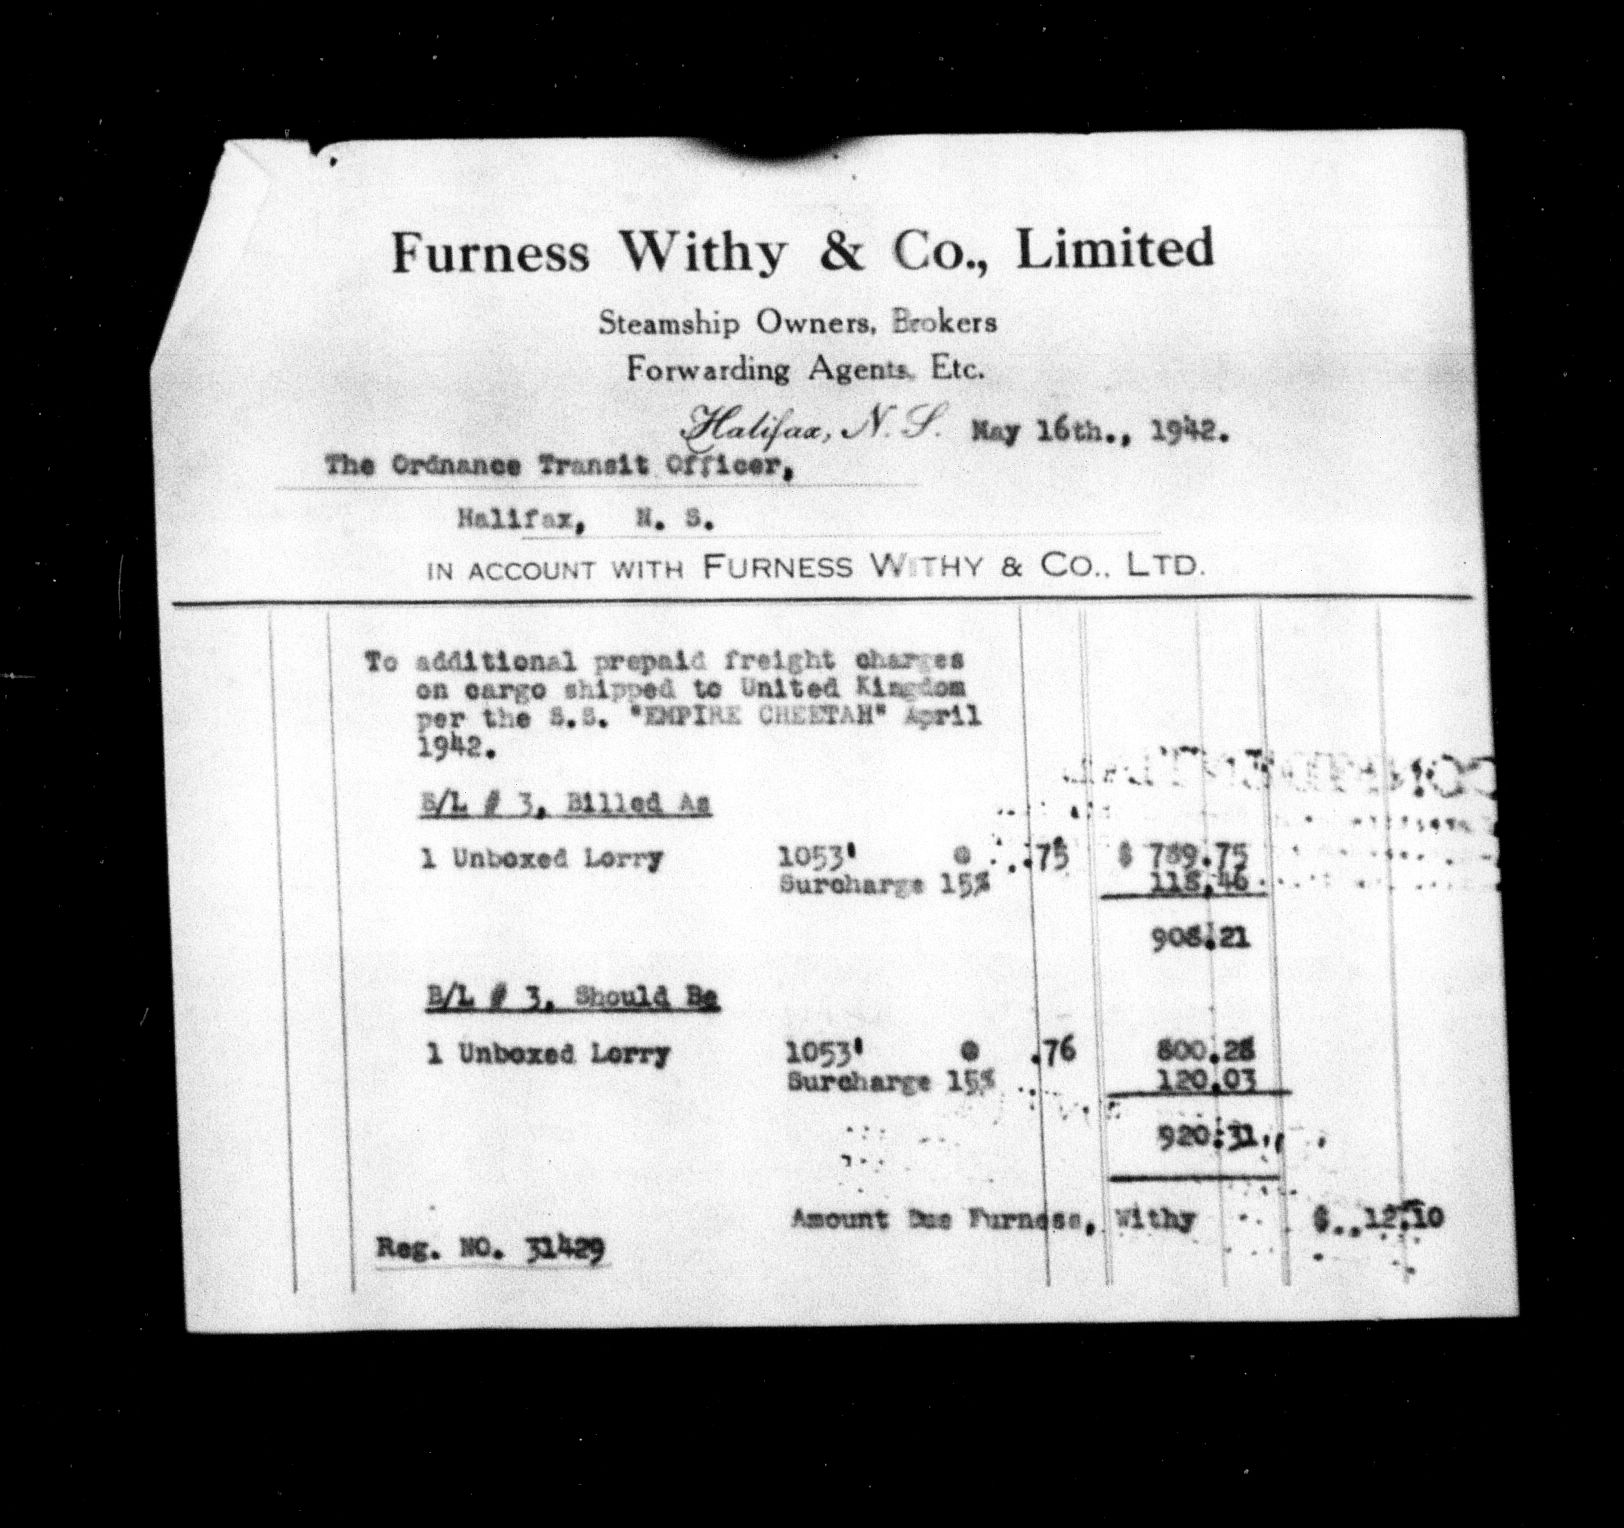 Furness Withy & Co., Limited
Steamship Owners, Brokers
Forwarding Agents, Etc.
Halifax, N. S. May 16th., 1942.
The Ordnance Transit Officer,
Halifax, N. S.
IN ACCOUNT WITH FURNESS WITHY & CO., LTD.
To additional prepaid freight charges
on cargo shipped to United Kingdom
per the S.S. "EMPIRE CHEETAH" April
1942.
B/L # 3, Billed As
1 Unboxed Lorry 1053' @ .75 $ 789.75
Surcharge 15% 118.46
908.21
B/L # 3, Should Be
1 Unboxed Lorry 1053' @ .76 800.28
Surcharge 15% 120.03
920.31
Amount Due Furness, Withy $..12.10
Reg. NO. 31429